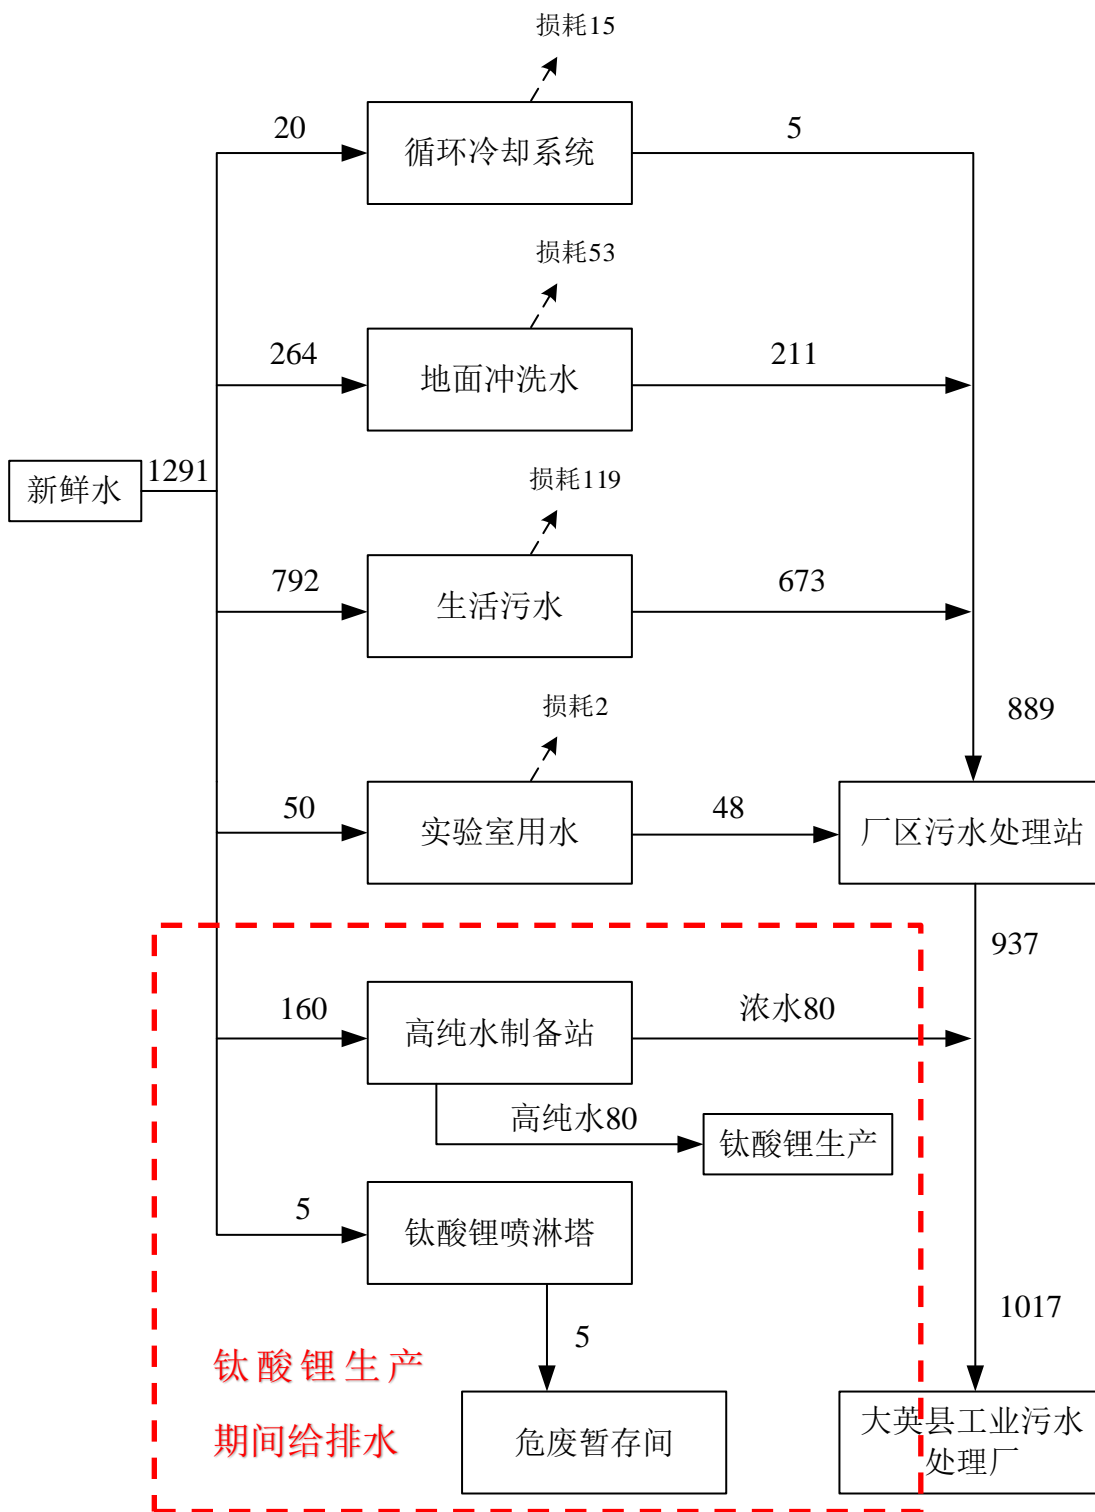 损耗15
20
循环冷却系统
5
损耗53
264
地面冲洗水
211
新鲜水
1291
损耗119
792
生活污水
673
损耗2
889
50
实验室用水
48
厂区污水处理站
937
160
高纯水制备站
浓水80
高纯水80
钛酸锂生产
5
钛酸锂喷淋塔
5
1017
钛酸锂生产
期间给排水
危废暂存间
大英县工业污水
处理厂